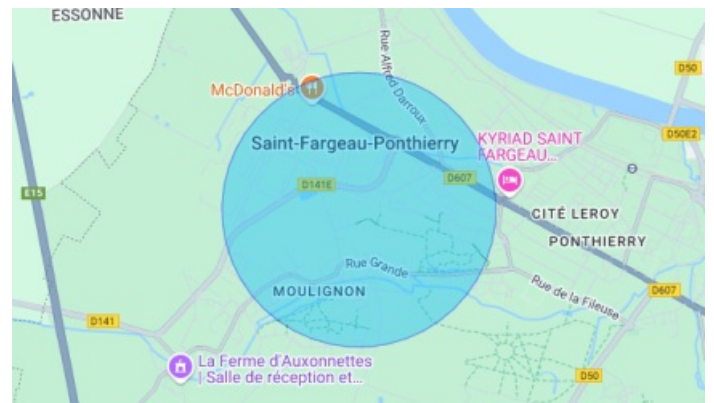 ESSONNE
Rue Alfred Darroux
D50
McDonald's
Saint-Fargeau-Ponthierry
KYRIAD SAINT
FARGEAU...
D50E2
D141E
D607
E15
CITÉ LEROY
PONTHIERRY
Rue Grande
MOULIGNON
Rue de la Fileuse
D607
D141
La Ferme d'Auxonnettes
| Salle de réception et...
D50